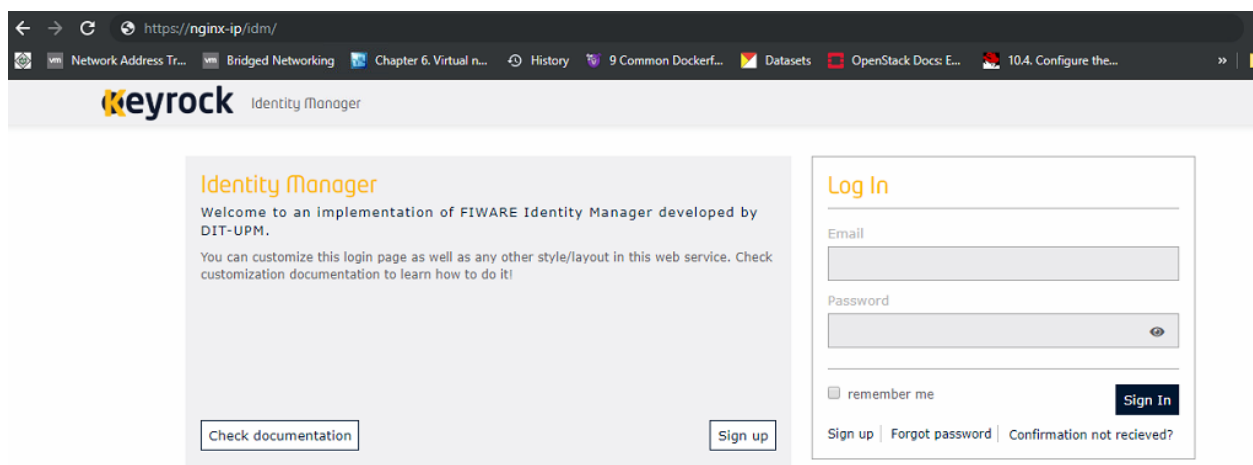 https://nginx-ip/idm/
Network Address Tr... Bridged Networking Chapter 6. Virtual n... History 9 Common Dockerf... Datasets OpenStack Docs: E... 10.4. Configure the... »
Keyrock Identity Manager
Identity Manager
Welcome to an implementation of FIWARE Identity Manager developed by
DIT-UPM.
You can customize this login page as well as any other style/layout in this web service. Check
customization documentation to learn how to do it!
Check documentation
Sign up
Log In
Email
Password
remember me
Sign In
Sign up Forgot password Confirmation not recieved?